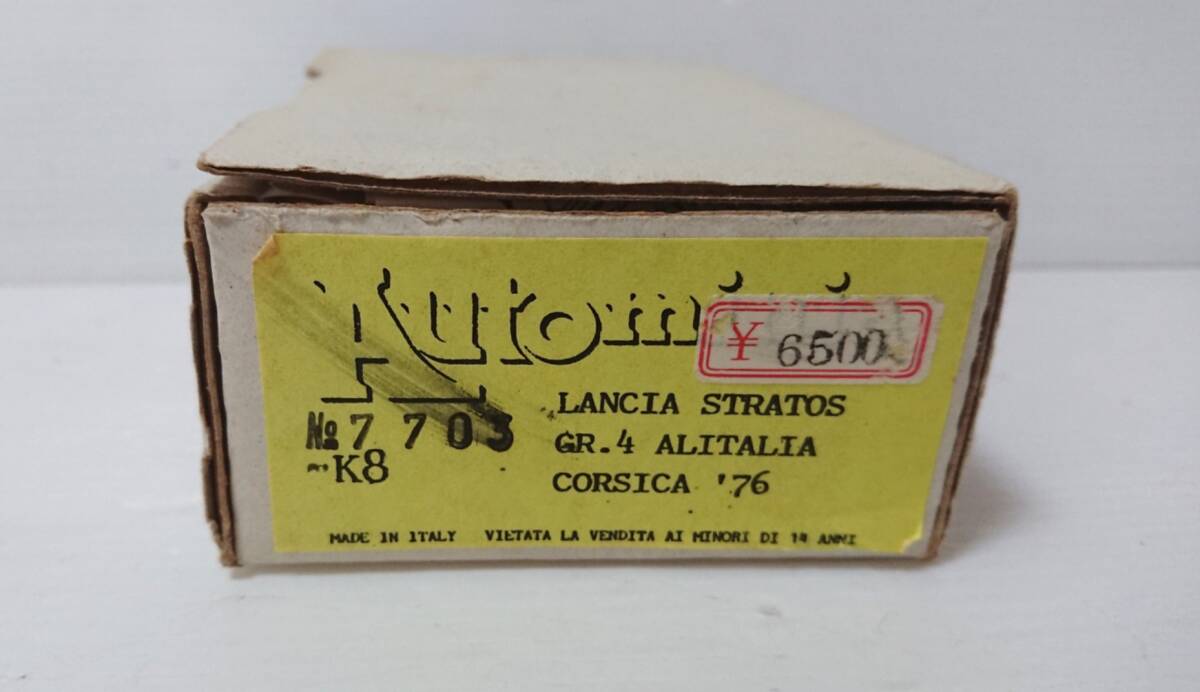 ¥ 6500
LANCIA STRATOS
№ 7 703
GR.4 ALITALIA
K8
CORSICA '76
MADE IN ITALY VIETATA LA VENDITA AI MINORI DI 14 ANNI